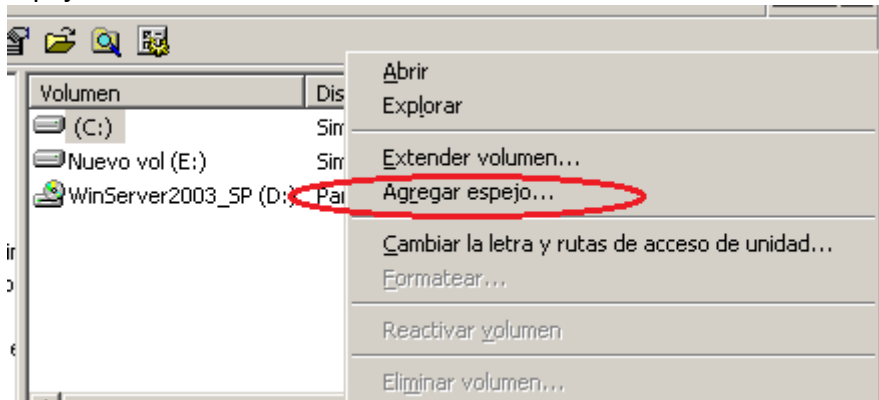 Volumen Dis
(C:) Sim
Nuevo vol (E:) Sim
WinServer2003_SP (D:) Par
Abrir
Explorar
Extender volumen...
Agregar espejo...
Cambiar la letra y rutas de acceso de unidad...
Formatear...
Reactivar volumen
Eliminar volumen...